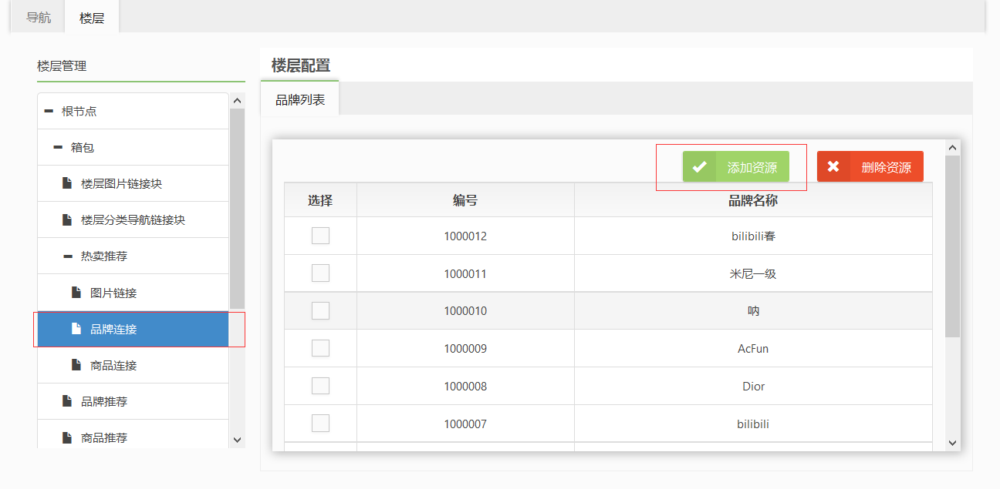 导航 楼层
楼层管理
根节点
箱包
楼层图片链接块
楼层分类导航链接块
热卖推荐
图片链接
品牌连接
商品连接
品牌推荐
商品推荐
楼层配置
品牌列表
添加资源 删除资源
选择 编号 品牌名称
1000012 bilibili春
1000011 米尼一级
1000010 呐
1000009 AcFun
1000008 Dior
1000007 bilibili